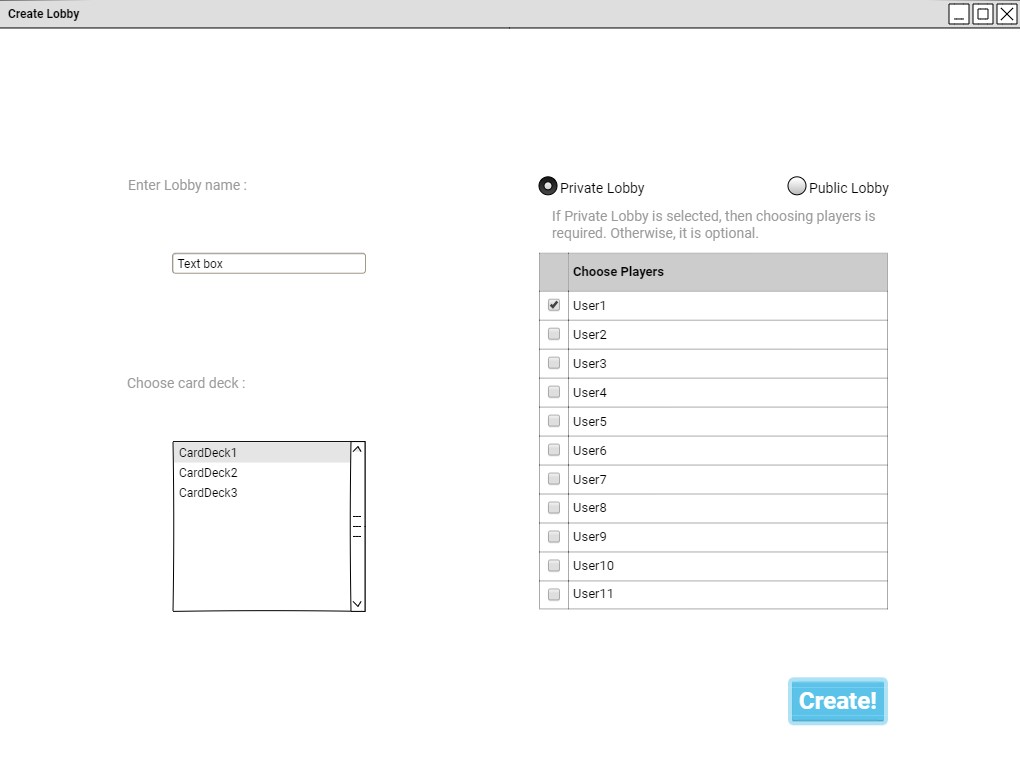 Create Lobby
Enter Lobby name :
Text box
Choose card deck :
CardDeck1
CardDeck2
CardDeck3
Private Lobby
Public Lobby
If Private Lobby is selected, then choosing players is
required. Otherwise, it is optional.
Choose Players
User1
User2
User3
User4
User5
User6
User7
User8
User9
User10
User11
Create!